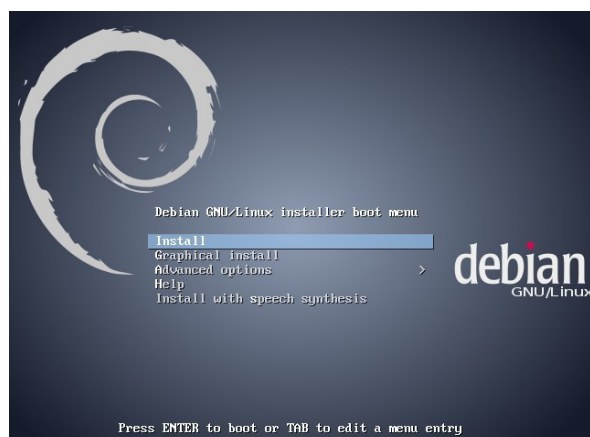 Debian GNU/Linux installer boot menu
Install
Graphical install
Advanced options >
Help
Install with speech synthesis
debian
GNU/Linux
Press ENTER to boot or TAB to edit a menu entry